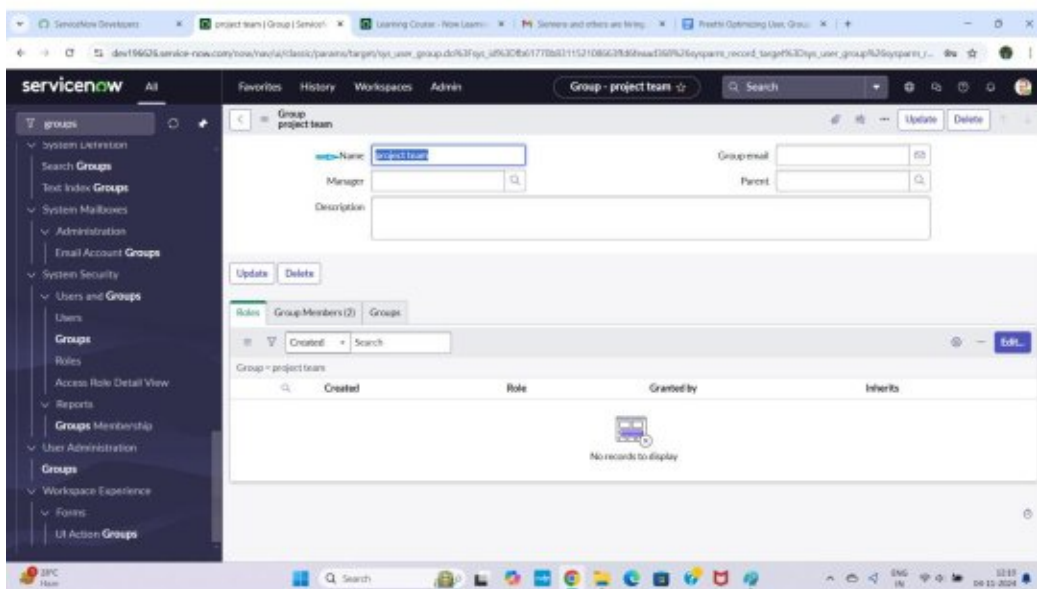 ServiceNow Developers
project team | Group | Service
Learning Course - Now Learni
Preethi Optimizing User, Grou
servicenow All Favorites History Workspaces Admin Group - project team Search
groups
System Definition
Search Groups
Text Index Groups
System Mailboxes
Administration
Email Account Groups
System Security
Users and Groups
Users
Groups
Roles
Access Role Detail View
Reports
Groups Membership
User Administration
Groups
Workspace Experience
Forms
UI Action Groups
Group
project team
Update Delete
Name project team Group email
Manager Parent
Description
Update Delete
Roles Group Members (2) Groups
Created Search Edit...
Group = project team
Created Role Granted by Inherits
No records to display
Haze
Search
ENG
IN